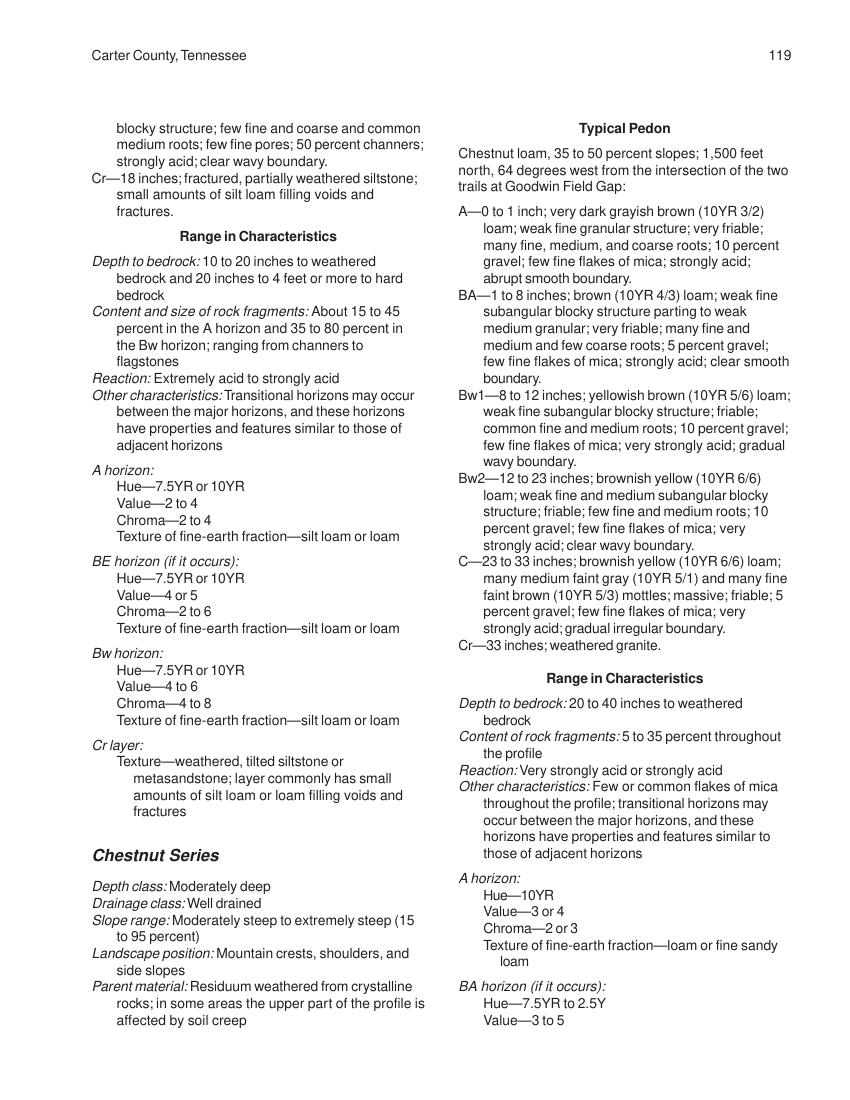 Carter County, Tennessee
119
blocky structure; few fine and coarse and common
medium roots; few fine pores; 50 percent channers;
strongly acid; clear wavy boundary.
Cr—18 inches; fractured, partially weathered siltstone;
small amounts of silt loam filling voids and
fractures.
Range in Characteristics
Depth to bedrock: 10 to 20 inches to weathered
bedrock and 20 inches to 4 feet or more to hard
bedrock
Content and size of rock fragments: About 15 to 45
percent in the A horizon and 35 to 80 percent in
the Bw horizon; ranging from channers to
flagstones
Reaction: Extremely acid to strongly acid
Other characteristics: Transitional horizons may occur
between the major horizons, and these horizons
have properties and features similar to those of
adjacent horizons
A horizon:
Hue—7.5YR or 10YR
Value—2 to 4
Chroma—2 to 4
Texture of fine-earth fraction—silt loam or loam
BE horizon (if it occurs):
Hue—7.5YR or 10YR
Value—4 or 5
Chroma—2 to 6
Texture of fine-earth fraction—silt loam or loam
Bw horizon:
Hue—7.5YR or 10YR
Value—4 to 6
Chroma—4 to 8
Texture of fine-earth fraction—silt loam or loam
Cr layer:
Texture—weathered, tilted siltstone or
metasandstone; layer commonly has small
amounts of silt loam or loam filling voids and
fractures
Chestnut Series
Depth class: Moderately deep
Drainage class: Well drained
Slope range: Moderately steep to extremely steep (15
to 95 percent)
Landscape position: Mountain crests, shoulders, and
side slopes
Parent material: Residuum weathered from crystalline
rocks; in some areas the upper part of the profile is
affected by soil creep
Typical Pedon
Chestnut loam, 35 to 50 percent slopes; 1,500 feet
north, 64 degrees west from the intersection of the two
trails at Goodwin Field Gap:
A—0 to 1 inch; very dark grayish brown (10YR 3/2)
loam; weak fine granular structure; very friable;
many fine, medium, and coarse roots; 10 percent
gravel; few fine flakes of mica; strongly acid;
abrupt smooth boundary.
BA—1 to 8 inches; brown (10YR 4/3) loam; weak fine
subangular blocky structure parting to weak
medium granular; very friable; many fine and
medium and few coarse roots; 5 percent gravel;
few fine flakes of mica; strongly acid; clear smooth
boundary.
Bw1—8 to 12 inches; yellowish brown (10YR 5/6) loam;
weak fine subangular blocky structure; friable;
common fine and medium roots; 10 percent gravel;
few fine flakes of mica; very strongly acid; gradual
wavy boundary.
Bw2—12 to 23 inches; brownish yellow (10YR 6/6)
loam; weak fine and medium subangular blocky
structure; friable; few fine and medium roots; 10
percent gravel; few fine flakes of mica; very
strongly acid; clear wavy boundary.
C—23 to 33 inches; brownish yellow (10YR 6/6) loam;
many medium faint gray (10YR 5/1) and many fine
faint brown (10YR 5/3) mottles; massive; friable; 5
percent gravel; few fine flakes of mica; very
strongly acid; gradual irregular boundary.
Cr—33 inches; weathered granite.
Range in Characteristics
Depth to bedrock: 20 to 40 inches to weathered
bedrock
Content of rock fragments: 5 to 35 percent throughout
the profile
Reaction: Very strongly acid or strongly acid
Other characteristics: Few or common flakes of mica
throughout the profile; transitional horizons may
occur between the major horizons, and these
horizons have properties and features similar to
those of adjacent horizons
A horizon:
Hue—10YR
Value—3 or 4
Chroma—2 or 3
Texture of fine-earth fraction—loam or fine sandy
loam
BA horizon (if it occurs):
Hue—7.5YR to 2.5Y
Value—3 to 5